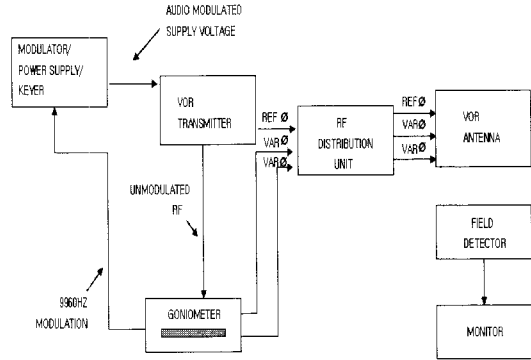 AUDIO MODULATED
SUPPLY VOLTAGE
MODULATOR/
POWER SUPPLY/
KEYER
VOR
TRANSMITTER
REF Ø
VAR Ø
VAR Ø
RF
DISTRIBUTION
UNIT
REF Ø
VAR Ø
VAR Ø
VOR
ANTENNA
UNMODULATED
RF
FIELD
DETECTOR
9960HZ
MODULATION
GONIOMETER
MONITOR